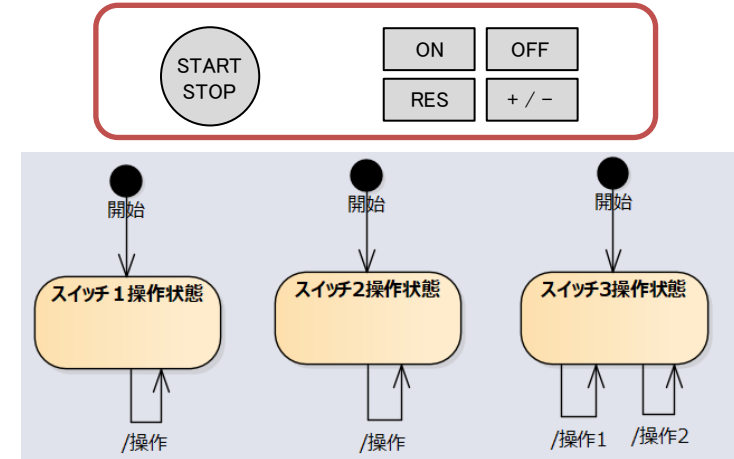 START
STOP
ON
OFF
RES
+/-
開始
開始
開始
スイッチ1操作状態
スイッチ2操作状態
スイッチ3操作状態
/操作
/操作
/操作1
/操作2